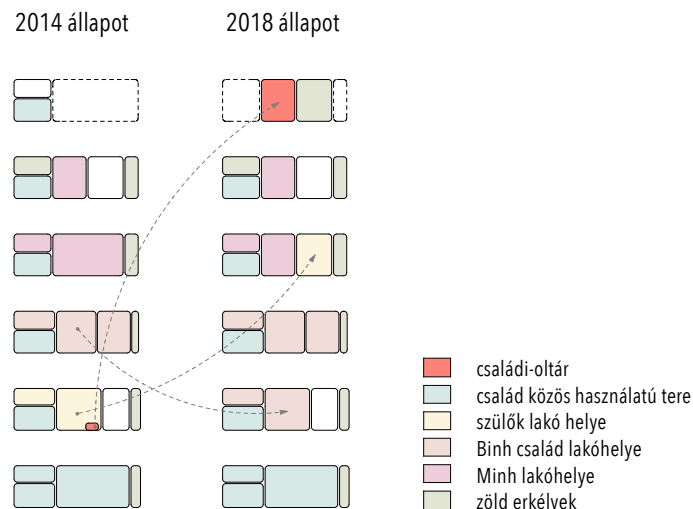 2014 állapot
2018 állapot
családi-oltár
család közös használatú tere
szülők lakó helye
Binh család lakóhelye
Minh lakóhelye
zöld erkélyek